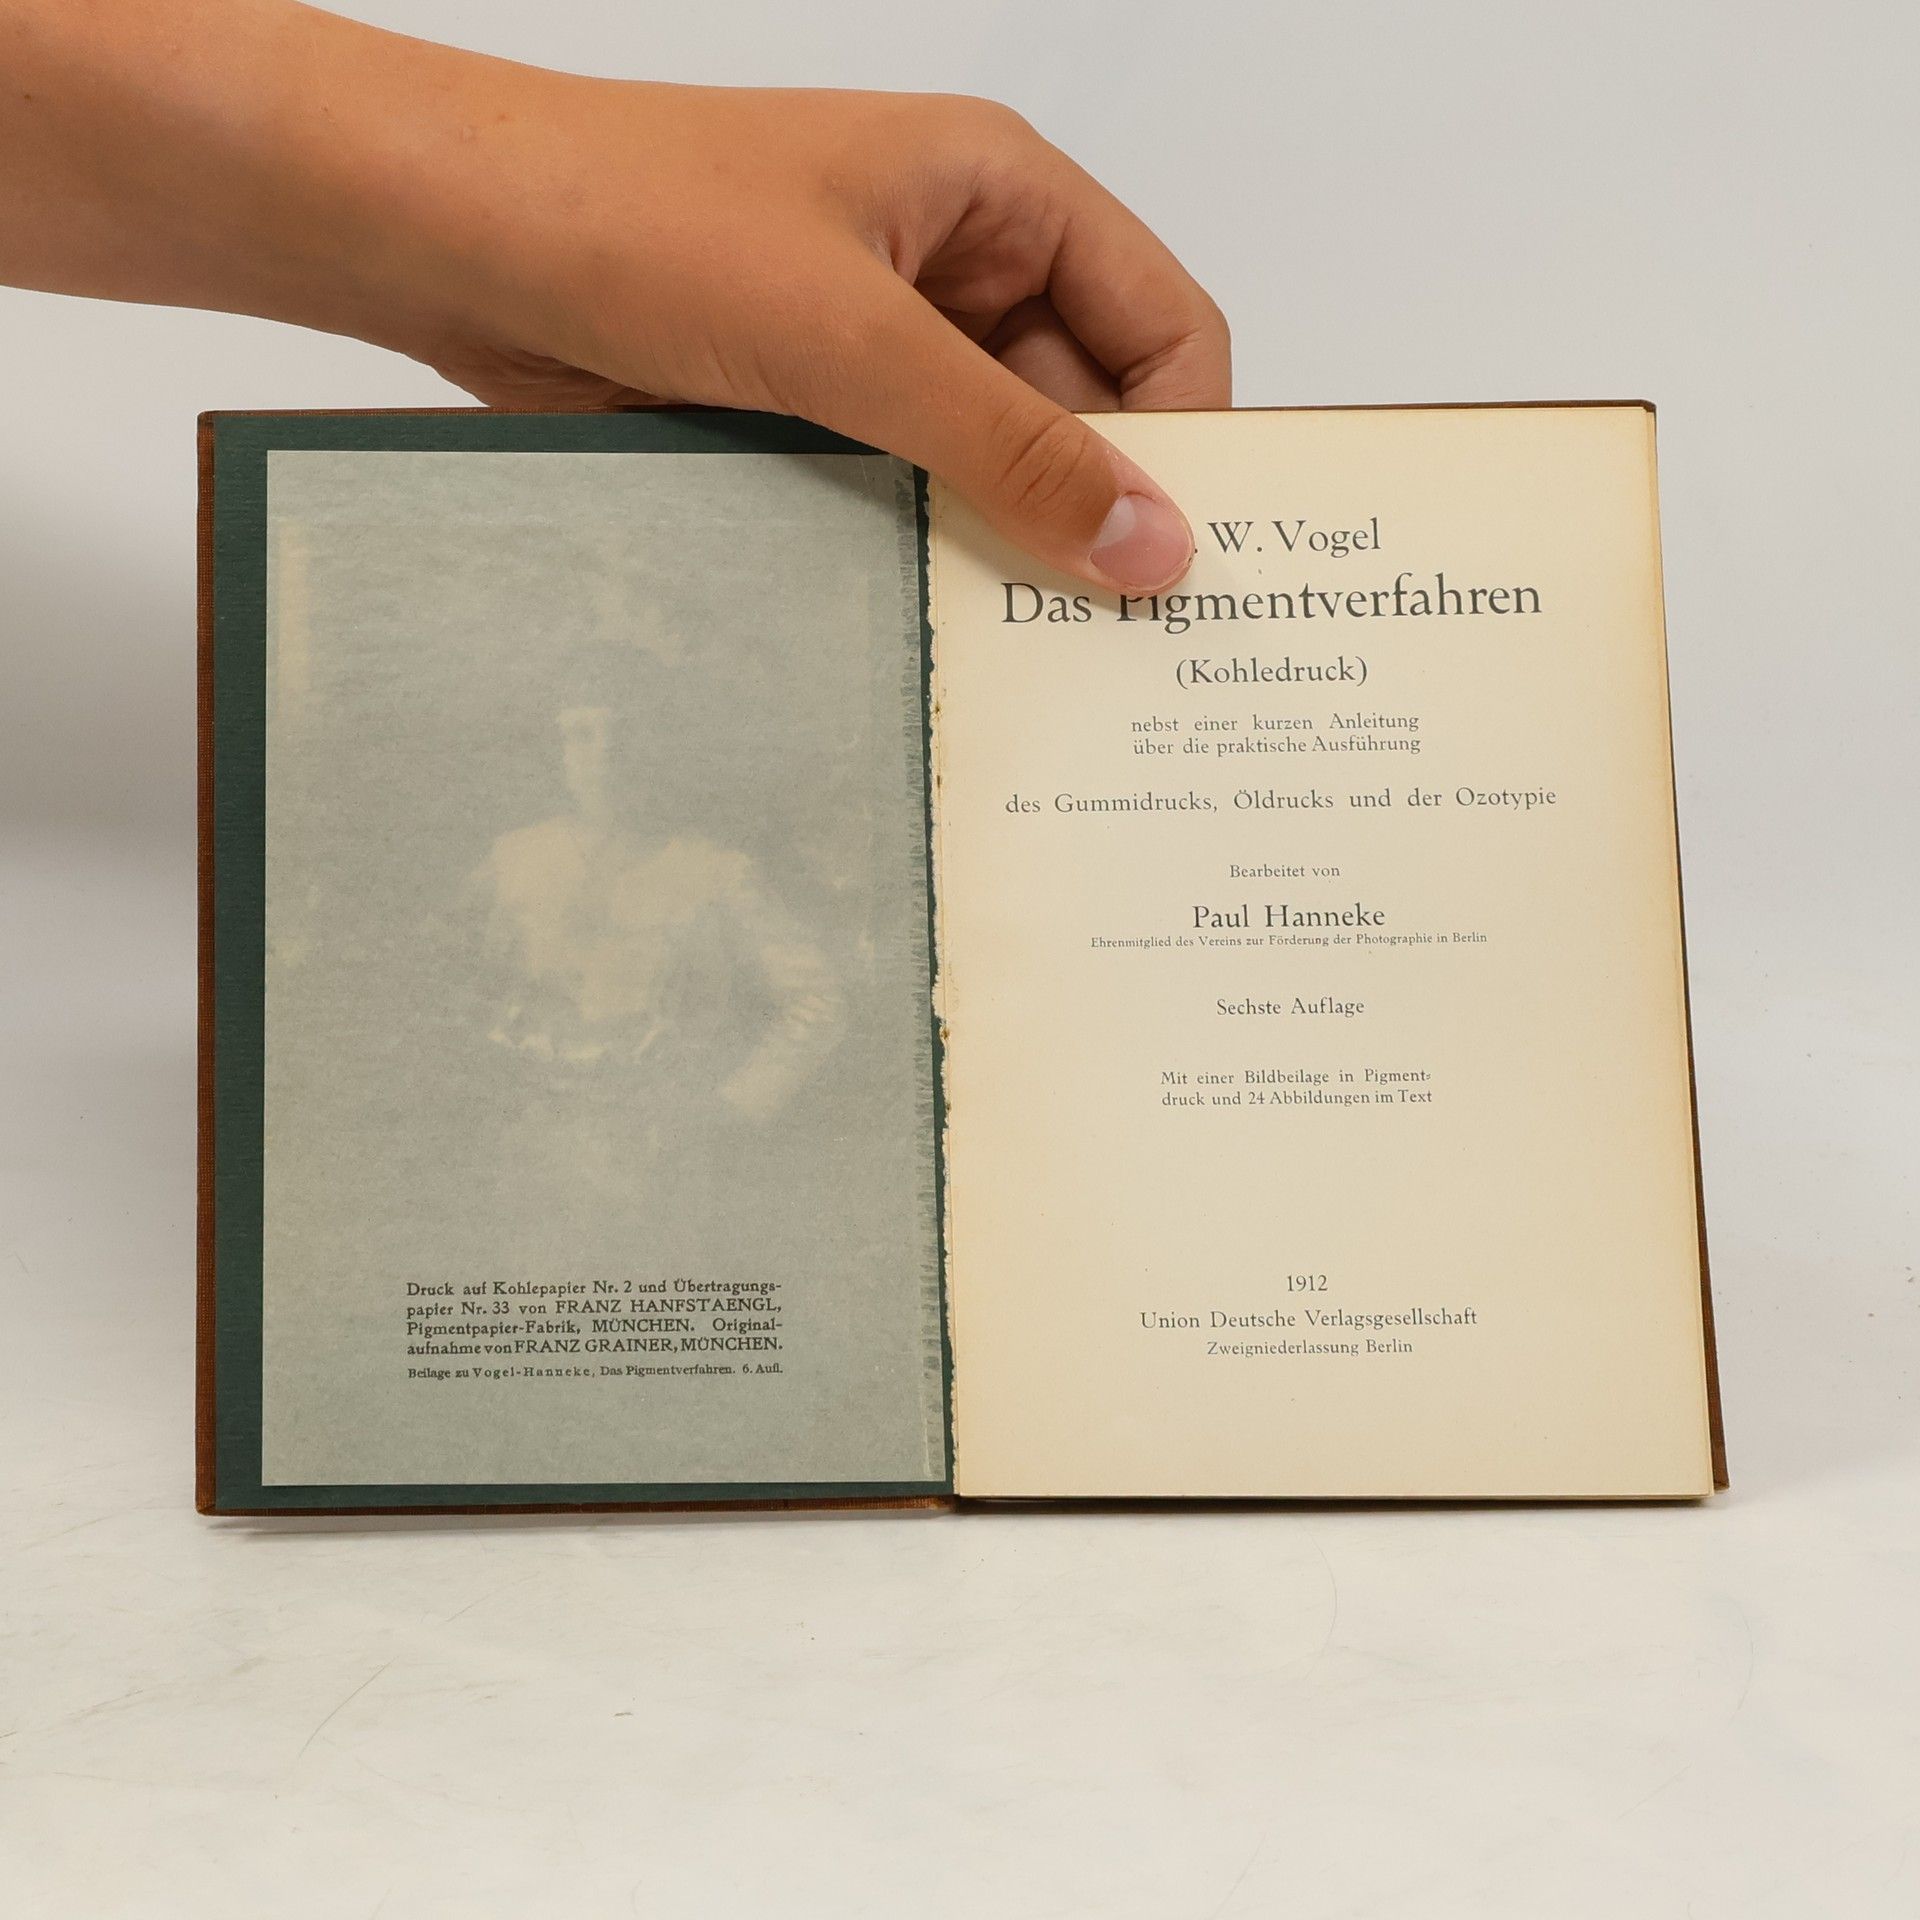 Druck auf Kohlepapier Nr. 2 und Übertragungs-
papier Nr. 33 von FRANZ HANFSTAENGL,
Pigmentpapier-Fabrik, MÜNCHEN. Original-
aufnahme von FRANZ GRAINER, MÜNCHEN.
Beilage zu Vogel-Hanneke, Das Pigmentverfahren. 6. Aufl.
. W. Vogel
Das Pigmentverfahren
(Kohledruck)
nebst einer kurzen Anleitung
über die praktische Ausführung
des Gummidrucks, Öldrucks und der Ozotypie
Bearbeitet von
Paul Hanneke
Ehrenmitglied des Vereins zur Förderung der Photographie in Berlin
Sechste Auflage
Mit einer Bildbeilage in Pigment-
druck und 24 Abbildungen im Text
1912
Union Deutsche Verlagsgesellschaft
Zweigniederlassung Berlin